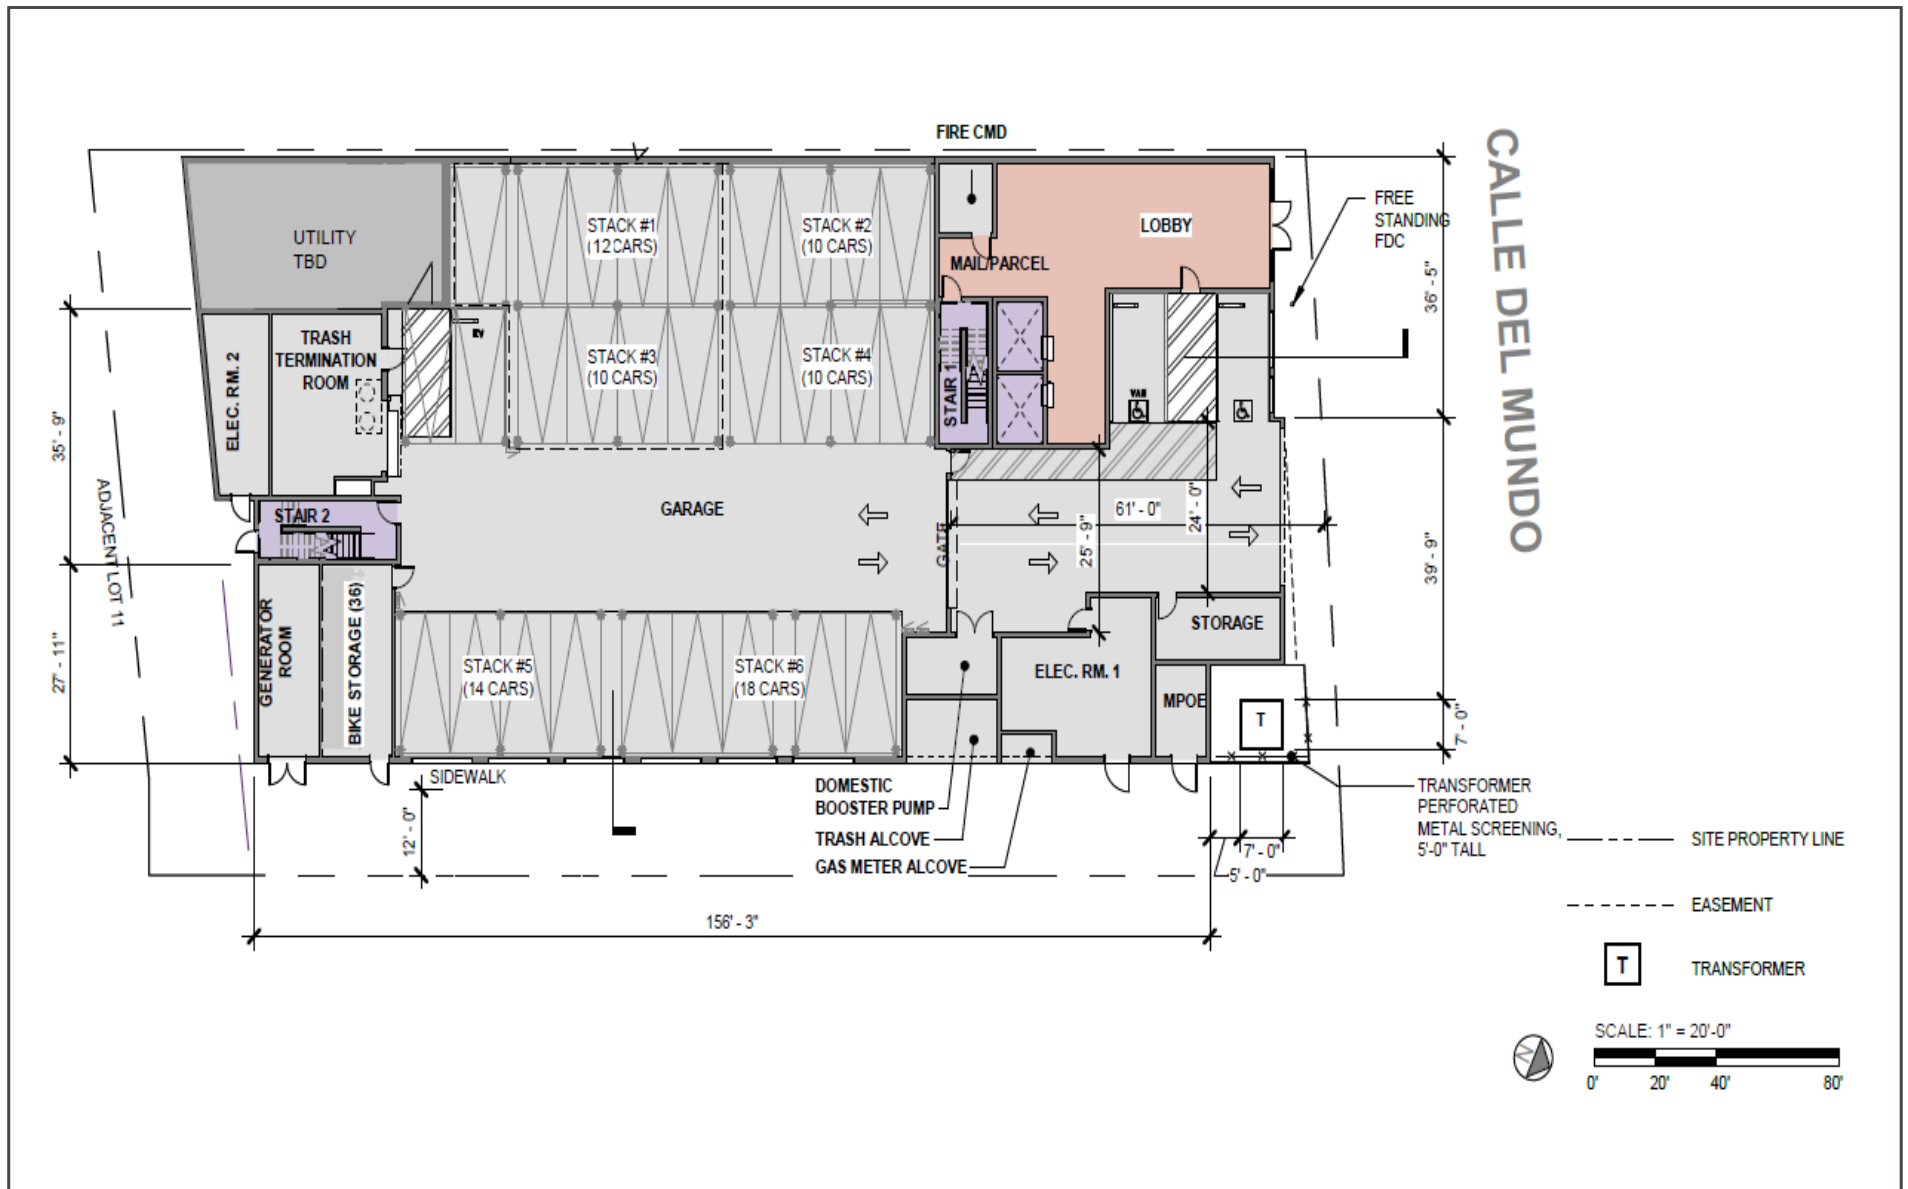 FIRE CMD
CALLE DEL MUNDO
FREE
STANDING
FDC
36' - 5"
UTILITY
TBD
STACK #1
(12 CARS)
STACK #2
(10 CARS)
LOBBY
MAIL/PARCEL
TRASH
TERMINATION
ROOM
ELEC. RM. 2
EV
STACK #3
(10 CARS)
STACK #4
(10 CARS)
STAIR 1
VAN
35' - 9"
ADJACENT LOT 11
STAIR 2
GARAGE
GATE
61' - 0"
25' - 9"
24' - 0"
39' - 9"
27' - 11"
GENERATOR
ROOM
BIKE STORAGE (36)
STACK #5
(14 CARS)
STACK #6
(18 CARS)
ELEC. RM. 1
STORAGE
MPOE
T
7' - 0"
SIDEWALK
12' - 0"
DOMESTIC
BOOSTER PUMP
TRASH ALCOVE
GAS METER ALCOVE
7' - 0"
5' - 0"
TRANSFORMER
PERFORATED
METAL SCREENING,
5'-0" TALL
156' - 3"
SITE PROPERTY LINE
EASEMENT
T
TRANSFORMER
SCALE: 1" = 20'-0"
N
0' 20' 40' 80'